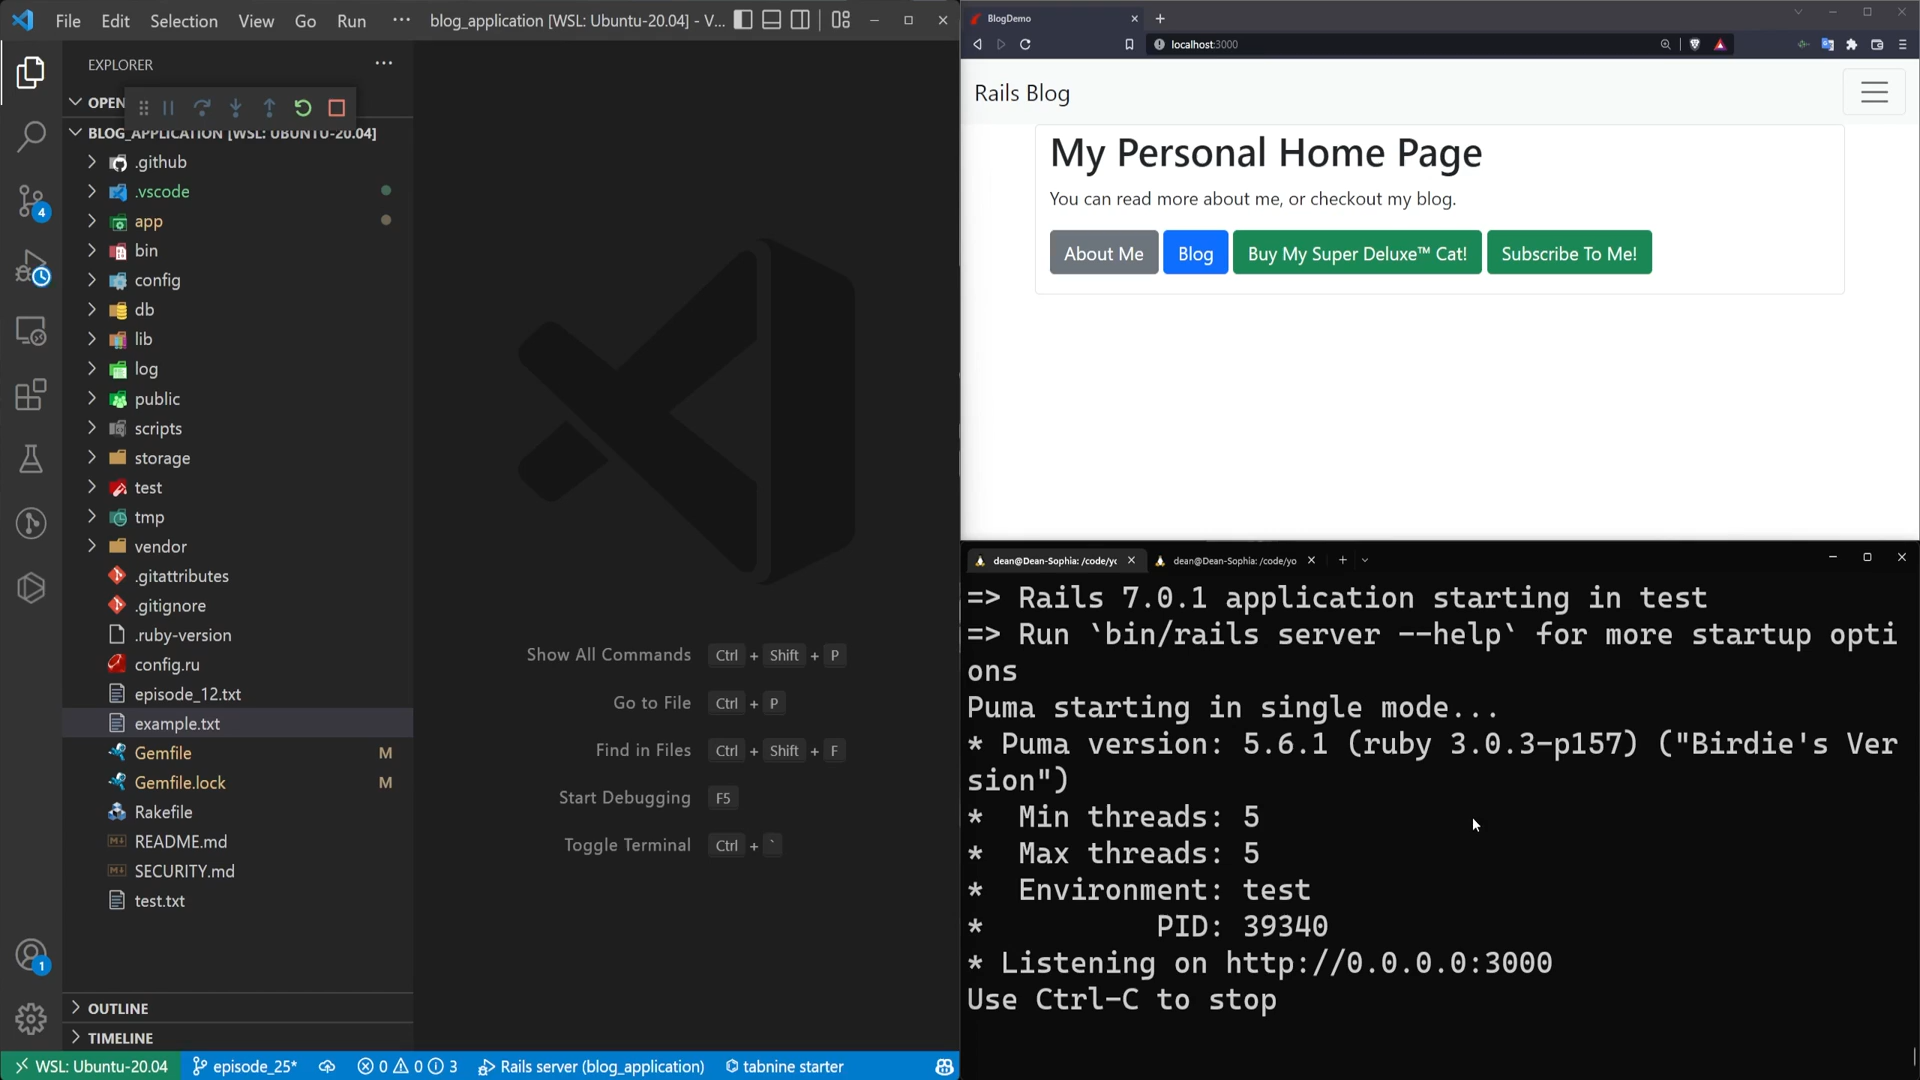 File Edit Selection View Go Run ··· blog_application [WSL: Ubuntu-20.04] - V...
EXPLORER
OPEN
BLOG_APPLICATION [WSL: UBUNTU-20.04]
.github
.vscode
app
bin
config
db
lib
log
public
scripts
storage
test
tmp
vendor
.gitattributes
.gitignore
.ruby-version
config.ru
episode_12.txt
example.txt
Gemfile M
Gemfile.lock M
Rakefile
README.md
SECURITY.md
test.txt
OUTLINE
TIMELINE
4
1
Show All Commands Ctrl + Shift + P
Go to File Ctrl + P
Find in Files Ctrl + Shift + F
Start Debugging F5
Toggle Terminal Ctrl + `
WSL: Ubuntu-20.04 episode_25* 0 0 3 Rails server (blog_application) tabnine starter
BlogDemo
localhost:3000
Rails Blog
My Personal Home Page
You can read more about me, or checkout my blog.
About Me Blog Buy My Super Deluxe™ Cat! Subscribe To Me!
dean@Dean-Sophia: /code/yc dean@Dean-Sophia: /code/yo
=> Rails 7.0.1 application starting in test
=> Run `bin/rails server --help` for more startup opti
ons
Puma starting in single mode...
* Puma version: 5.6.1 (ruby 3.0.3-p157) ("Birdie's Ver
sion")
*  Min threads: 5
*  Max threads: 5
*  Environment: test
*          PID: 39340
* Listening on http://0.0.0.0:3000
Use Ctrl-C to stop